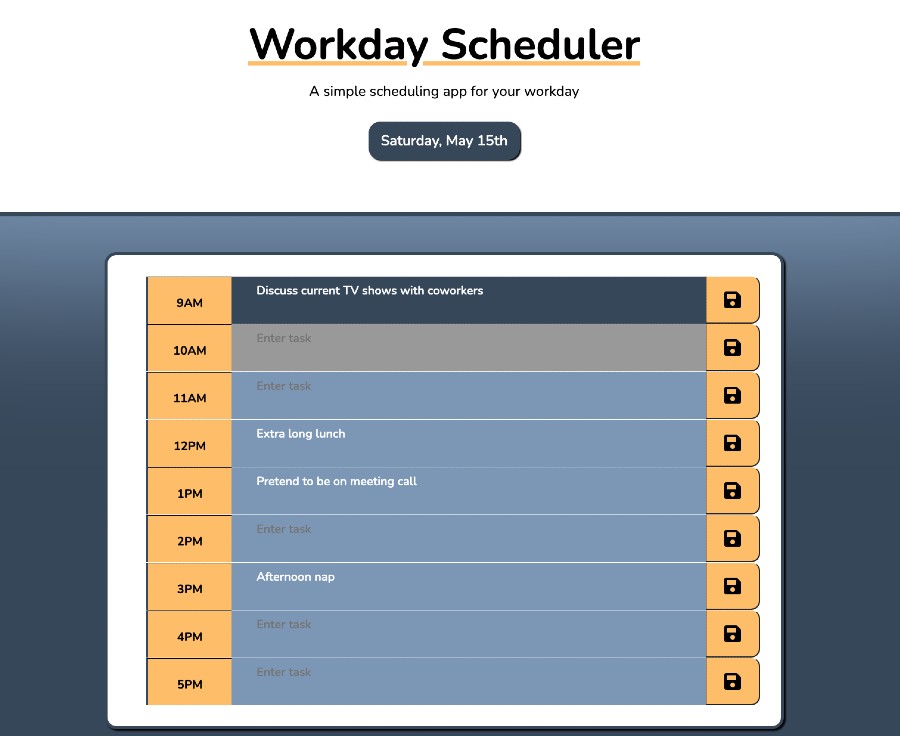 Workday Scheduler
A simple scheduling app for your workday
Saturday, May 15th
9AM Discuss current TV shows with coworkers
10AM Enter task
11AM Enter task
12PM Extra long lunch
1PM Pretend to be on meeting call
2PM Enter task
3PM Afternoon nap
4PM Enter task
5PM Enter task